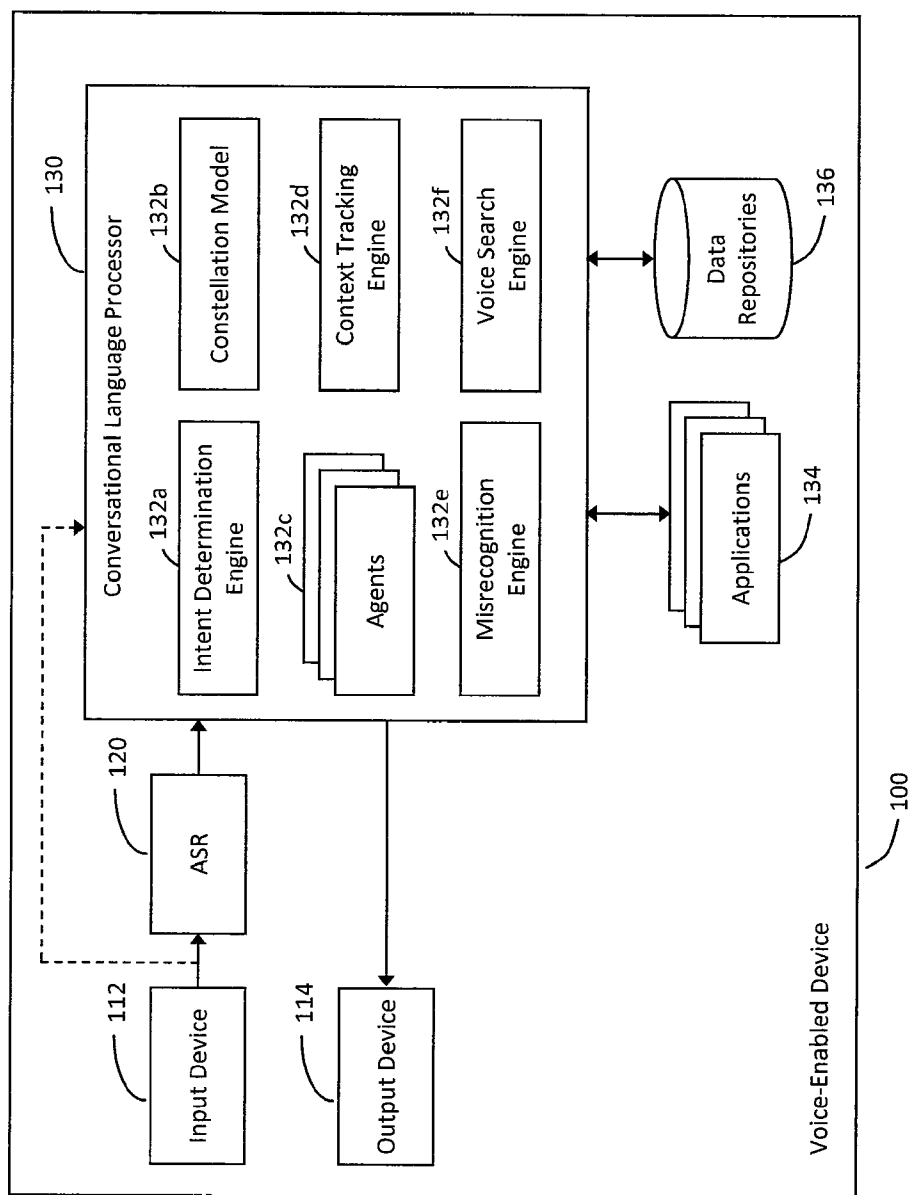 130
Conversational Language Processor
112
120
132a
132b
Input Device
ASR
Intent Determination
Engine
Constellation Model
132c
132d
Agents
Context Tracking
Engine
114
132e
132f
Output Device
Misrecognition
Engine
Voice Search
Engine
Applications
134
Data
Repositories
136
Voice-Enabled Device
100